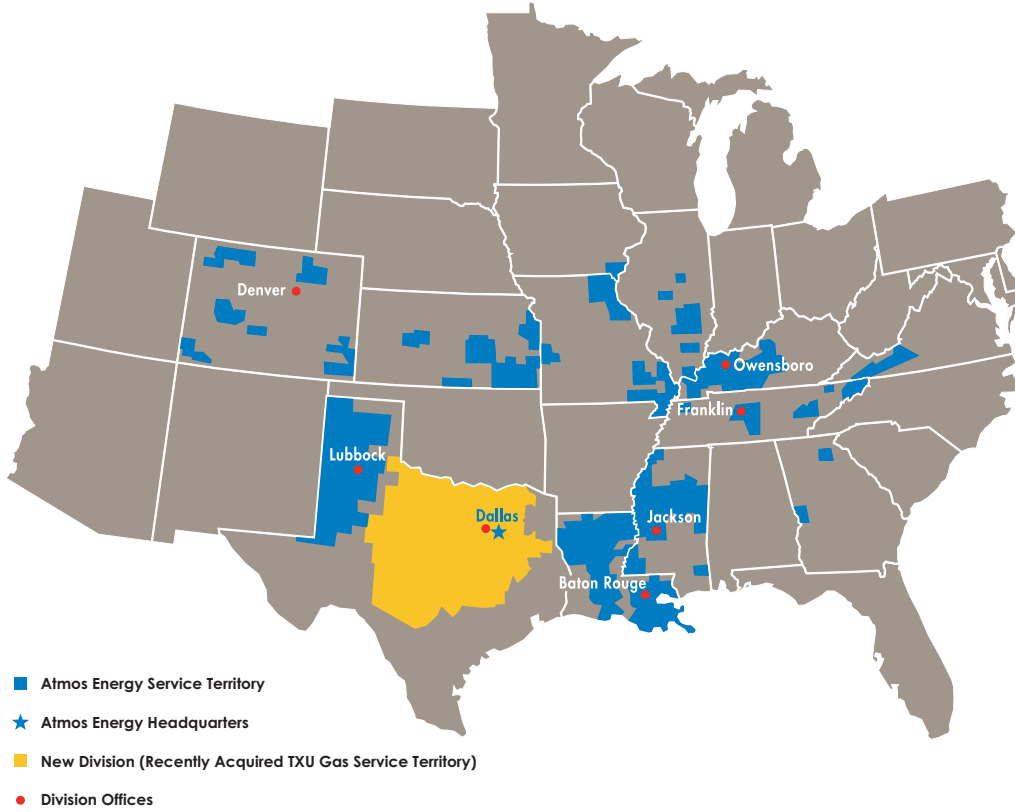 Denver
Owensboro
Franklin
Lubbock
Dallas
Jackson
Baton Rouge
Atmos Energy Service Territory
Atmos Energy Headquarters
New Division (Recently Acquired TXU Gas Service Territory)
Division Offices